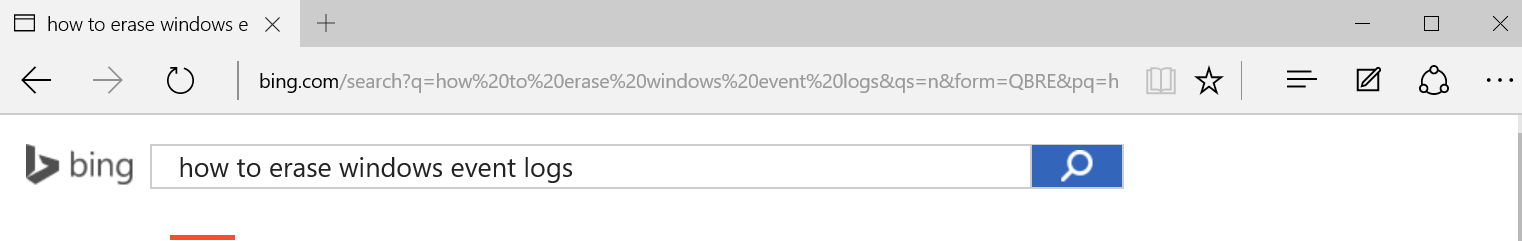 how to erase windows e
bing.com/search?q=how%20to%20erase%20windows%20event%20logs&qs=n&form=QBRE&pq=h
bing how to erase windows event logs